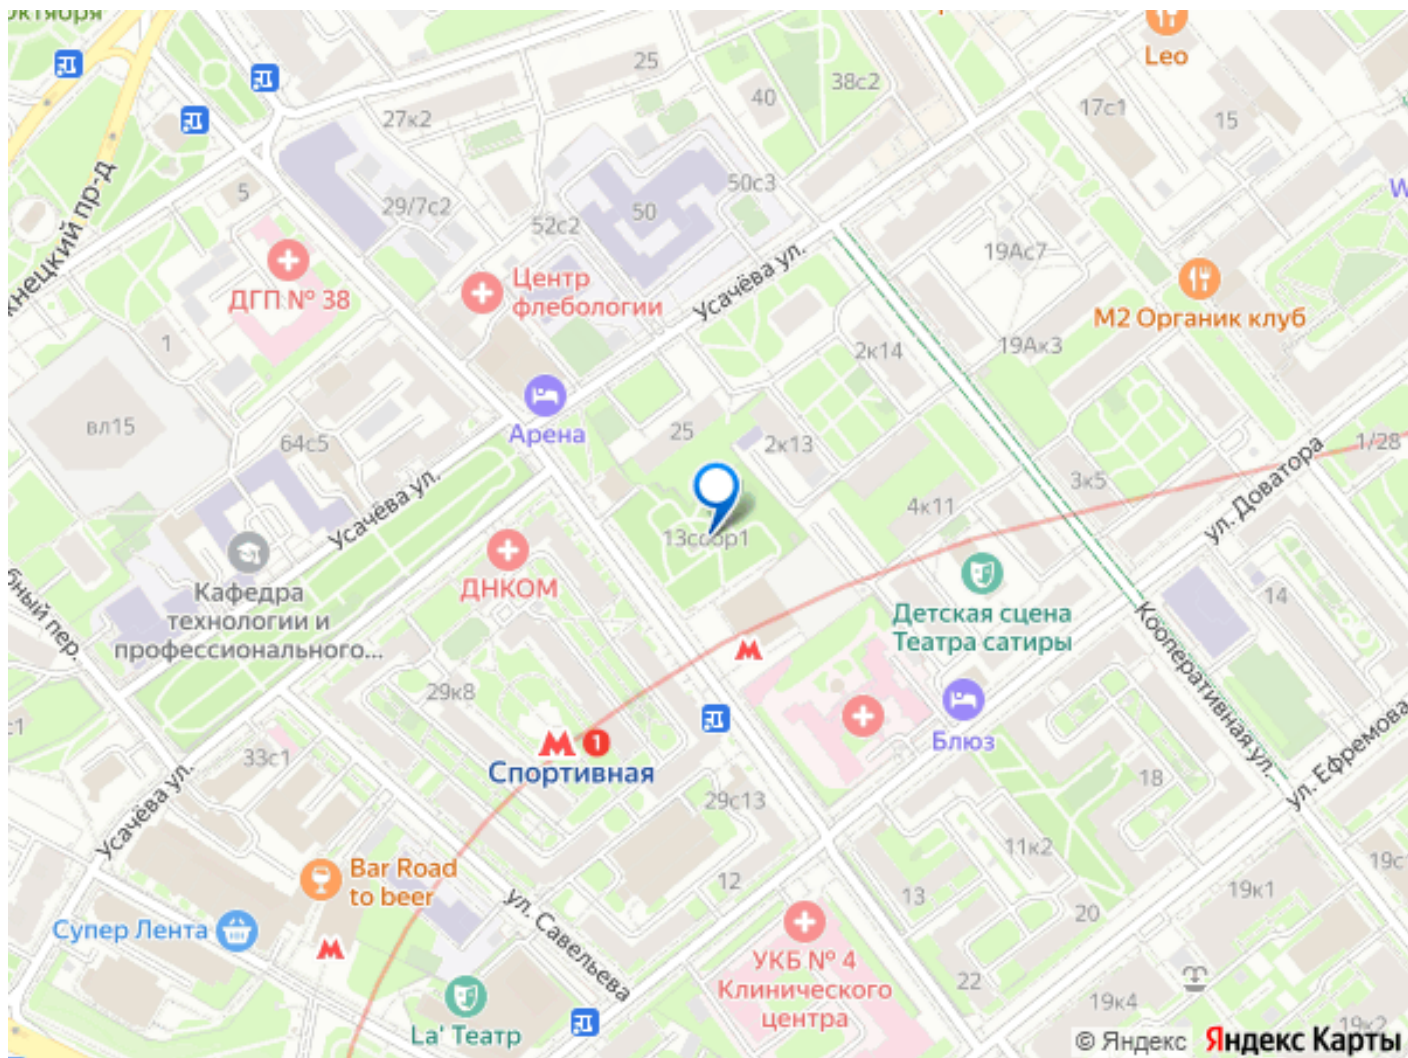 Октября
25
38с2
40
Leo
17с1
15
27к2
5
29/7с2
50с3
50
52с2
19Ас7
ДГП № 38
Центр
флебологии
Усачёва ул.
М2 Органик клуб
1
2к14
19Ак3
вл15
64с5
Арена
25
2к13
1/28
3к5
ул. Доватора
Усачёва ул.
4к11
ДНКОМ
Кафедра
технологии и
профессионального...
Детская сцена
Театра сатиры
14
Кооперативная ул.
29к8
1
Спортивная
Блюз
33с1
29с13
18
ул. Ефремова
Усачёва ул.
11к2
Bar Road
to beer
12
13
19к1
20
Супер Лента
ул. Савельева
УКБ № 4
Клинического
центра
22
19к4
La' Театр
© Яндекс
Яндекс Карты